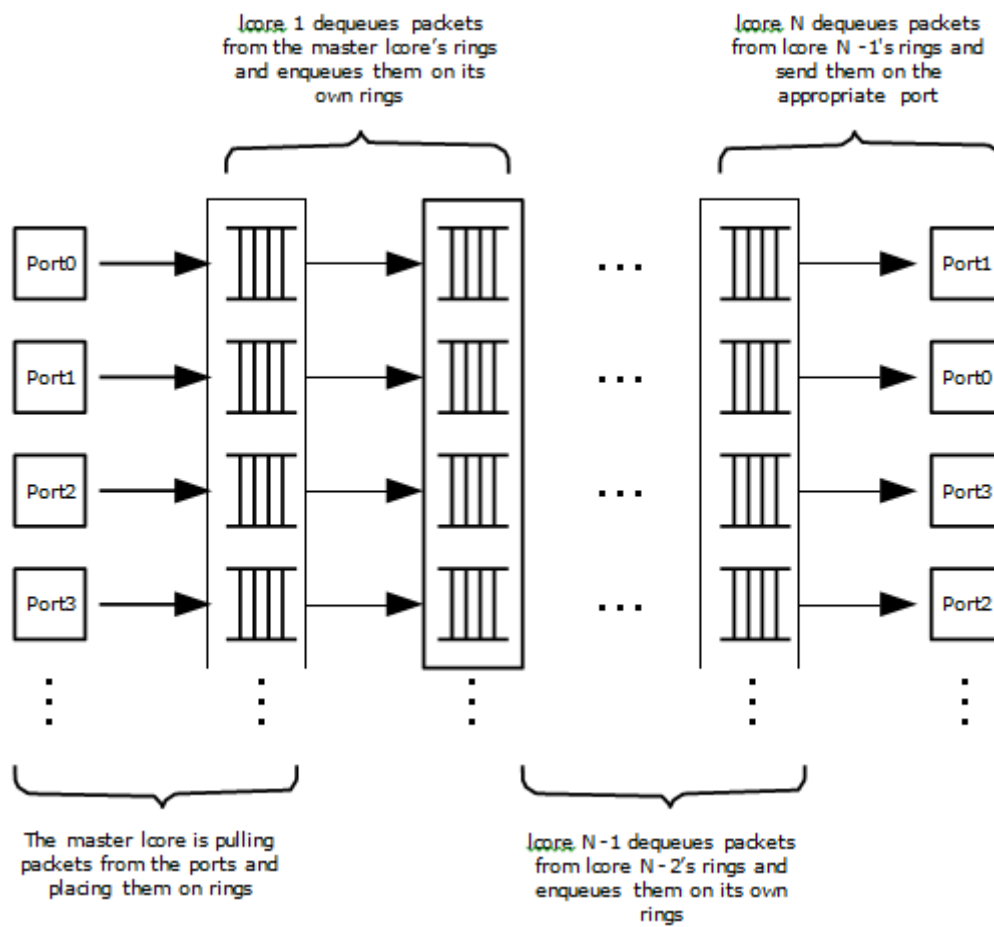 lcore 1 dequeues packets
from the master lcore's rings
and enqueues them on its
own rings
lcore N dequeues packets
from lcore N -1's rings and
send them on the
appropriate port
Port0
Port1
Port1
Port0
Port2
Port3
Port3
Port2
The master lcore is pulling
packets from the ports and
placing them on rings
lcore N-1 dequeues packets
from lcore N-2's rings and
enqueues them on its own
rings